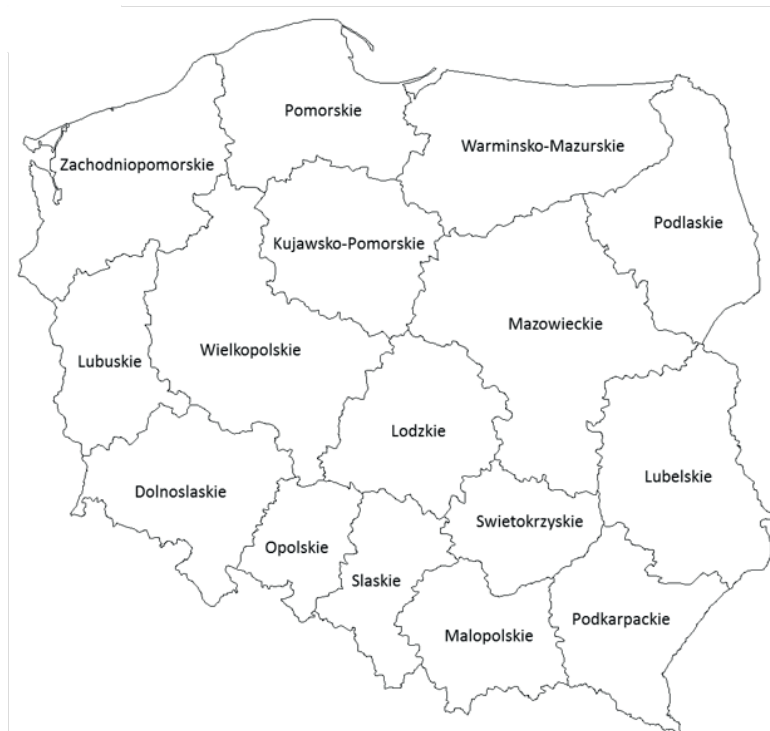 Pomorskie
Warminsko-Mazurskie
Zachodniopomorskie
Podlaskie
Kujawsko-Pomorskie
Mazowieckie
Wielkopolskie
Lubuskie
Lodzkie
Lubelskie
Dolnoslaskie
Swietokrzyskie
Opolskie
Slaskie
Podkarpackie
Malopolskie